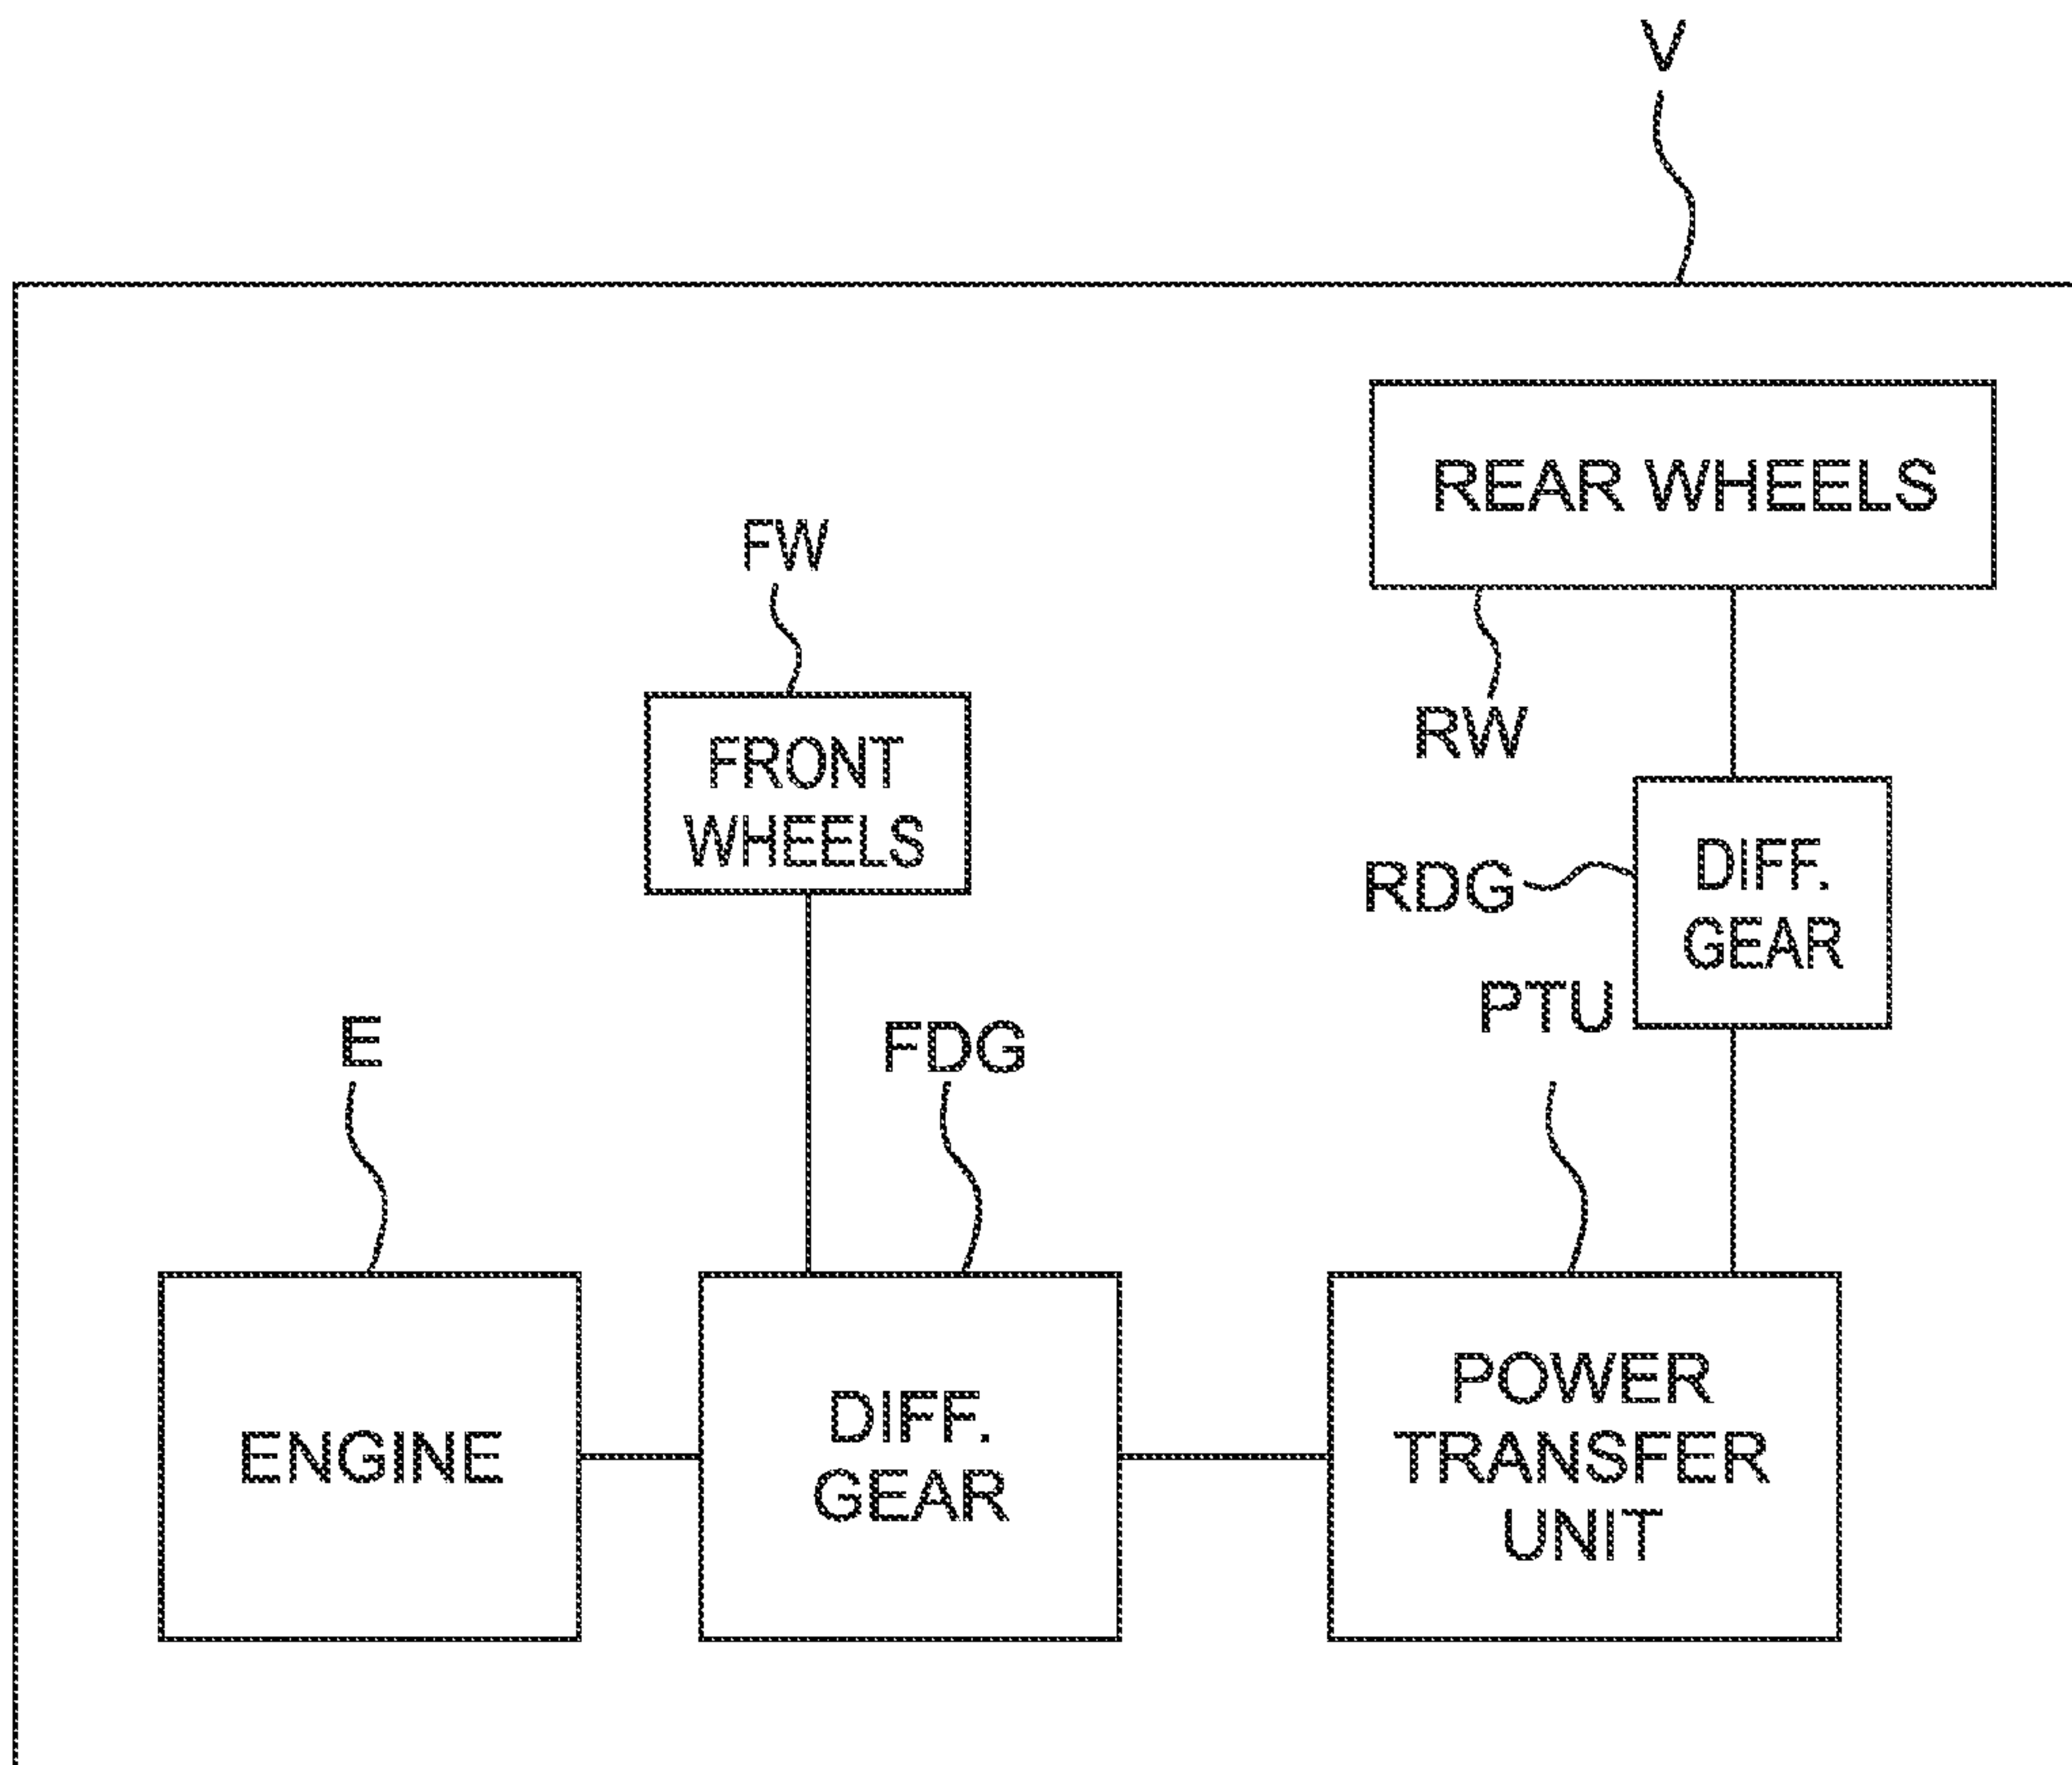 V
REAR WHEELS
FW
RW
FRONT
WHEELS
RDG
DIFF.
GEAR
PTU
E
FDG
ENGINE
DIFF.
GEAR
POWER
TRANSFER
UNIT